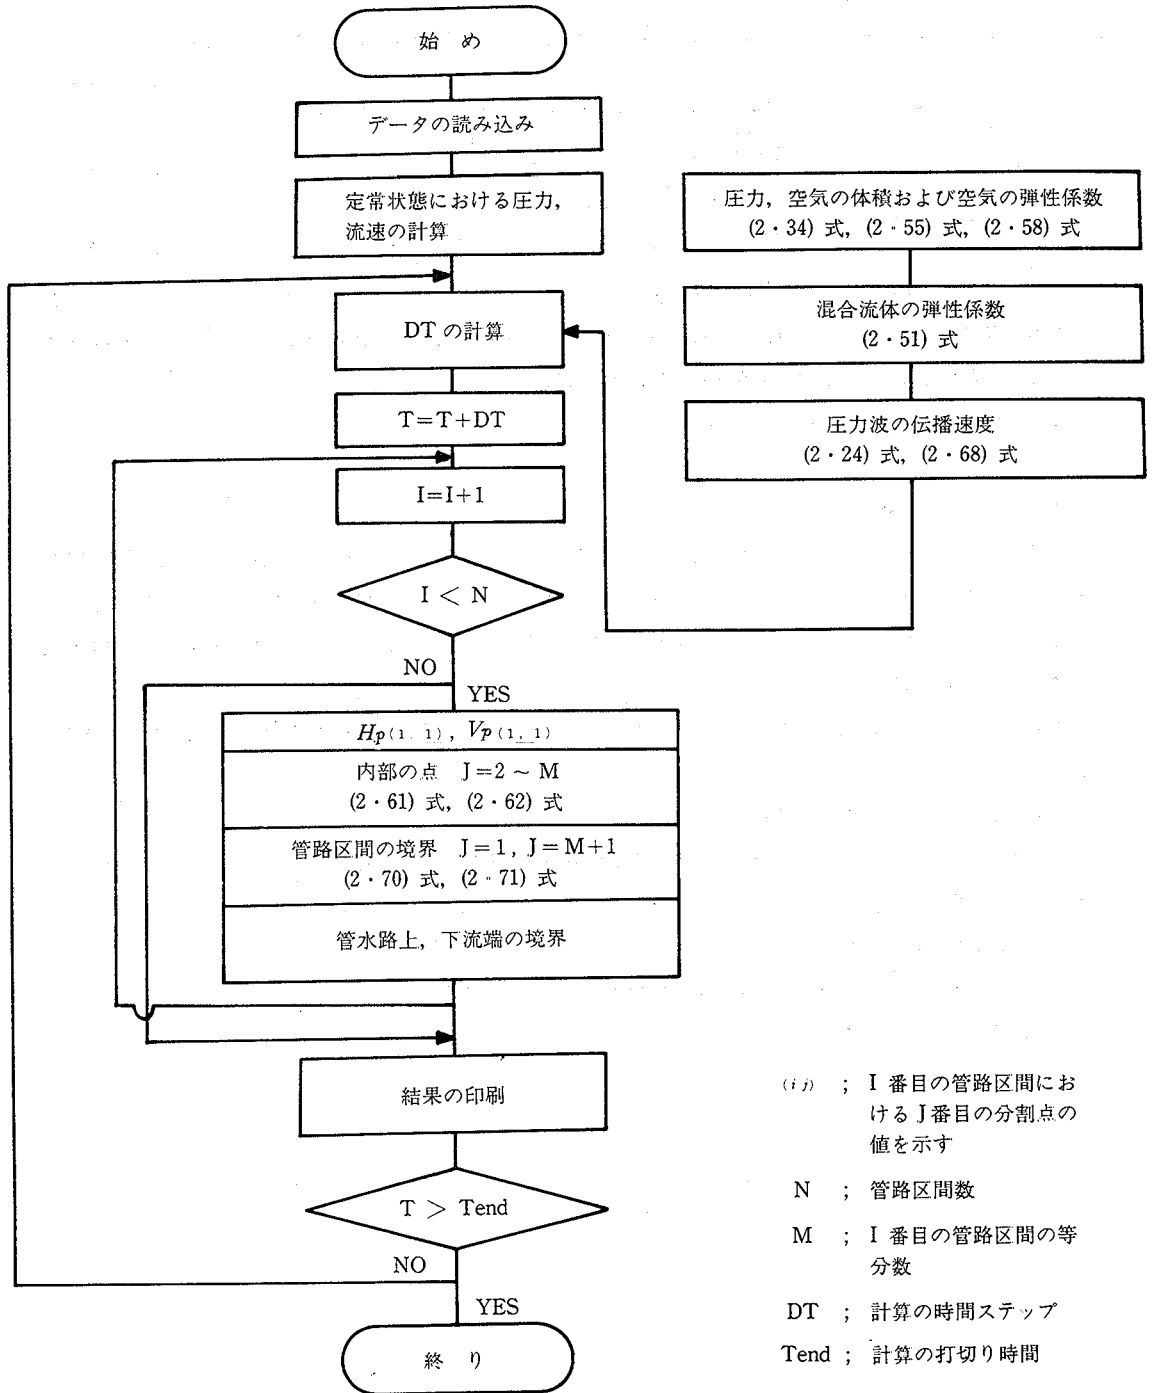 始 め
データの読み込み
定常状態における圧力,
流速の計算
圧力, 空気の体積および空気の弾性係数
(2・34) 式, (2・55) 式, (2・58) 式
混合流体の弾性係数
(2・51) 式
圧力波の伝播速度
(2・24) 式, (2・68) 式
DT の計算
T=T+DT
I=I+1
I < N
NO
YES
Hp(1, 1), Vp(1, 1)
内部の点 J=2 ~ M
(2・61) 式, (2・62) 式
管路区間の境界 J=1, J=M+1
(2・70) 式, (2・71) 式
管水路上, 下流端の境界
結果の印刷
T > Tend
NO
YES
終 り
(i j) ; I 番目の管路区間にお
ける J 番目の分割点の
値を示す
N ; 管路区間数
M ; I 番目の管路区間の等
分数
DT ; 計算の時間ステップ
Tend ; 計算の打切り時間